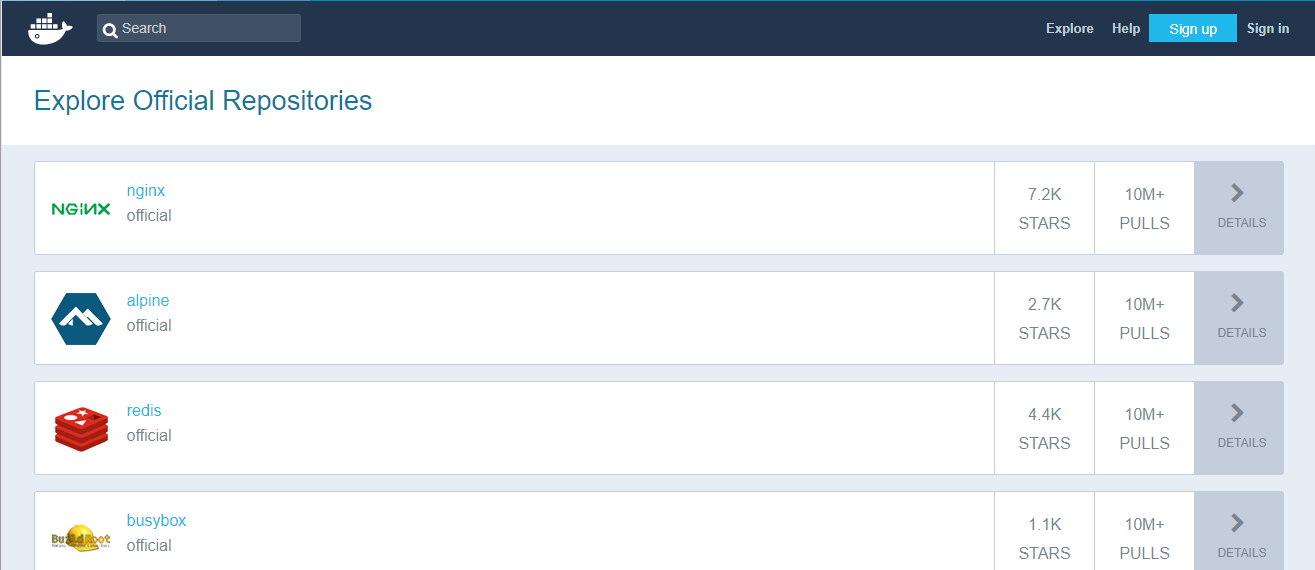 Search
Explore Help Sign up Sign in
Explore Official Repositories
NGINX
nginx
official
7.2K
STARS
10M+
PULLS
DETAILS
alpine
official
2.7K
STARS
10M+
PULLS
DETAILS
redis
official
4.4K
STARS
10M+
PULLS
DETAILS
BuildRoot
busybox
official
1.1K
STARS
10M+
PULLS
DETAILS